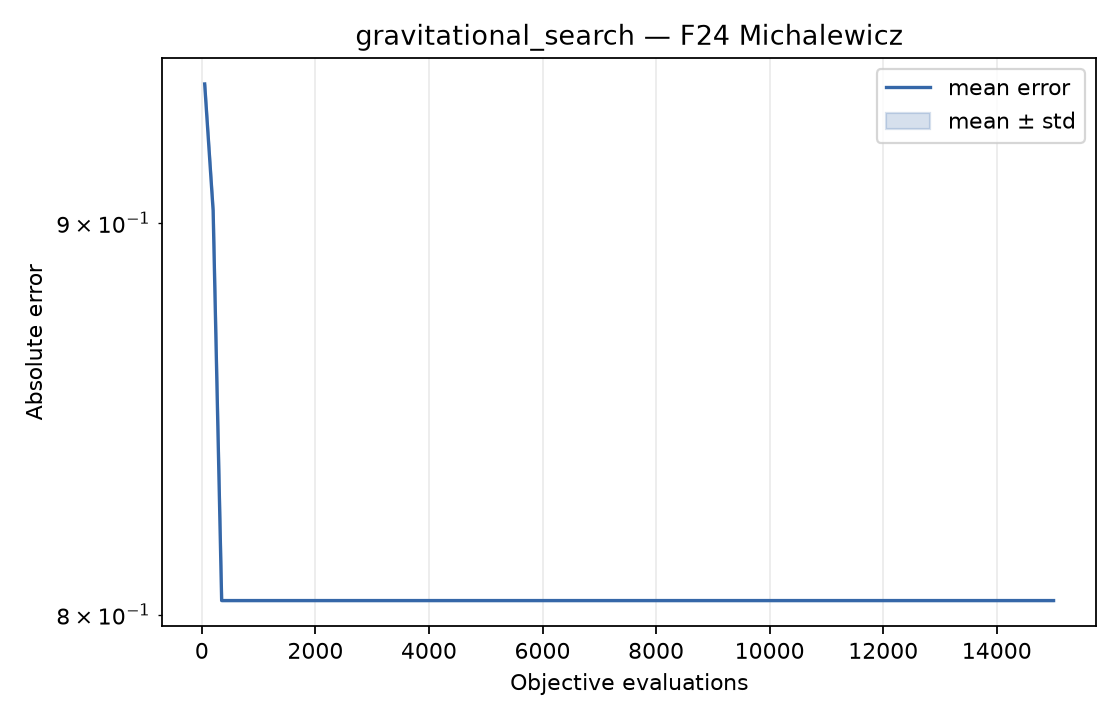 gravitational_search — F24 Michalewicz
mean error
mean ± std
9 × 10⁻¹
8 × 10⁻¹
Absolute error
0 2000 4000 6000 8000 10000 12000 14000
Objective evaluations